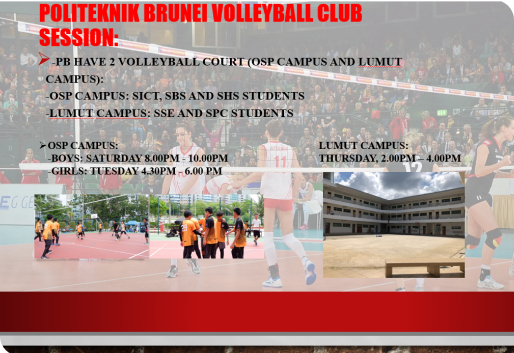 POLITEKNIK BRUNEI VOLLEYBALL CLUB
SESSION:
-PB HAVE 2 VOLLEYBALL COURT (OSP CAMPUS AND LUMUT
CAMPUS):
-OSP CAMPUS: SICT, SBS AND SHS STUDENTS
-LUMUT CAMPUS: SSE AND SPC STUDENTS
OSP CAMPUS:
-BOYS: SATURDAY 8.00PM - 10.00PM
-GIRLS: TUESDAY 4.30PM – 6.00 PM
LUMUT CAMPUS:
THURSDAY, 2.00PM – 4.00PM
11
12